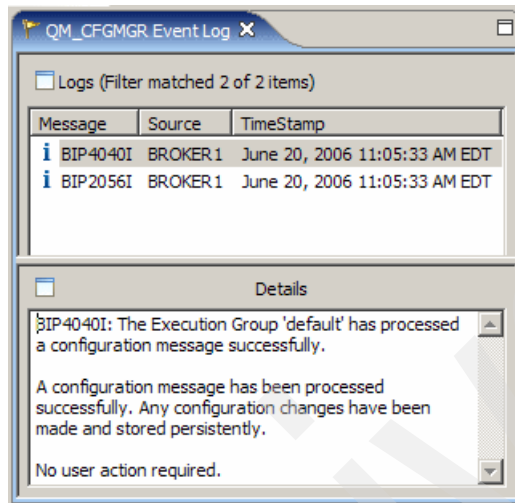 QM_CFGMGR Event Log
Logs (Filter matched 2 of 2 items)
Message Source TimeStamp
BIP4040I BROKER1 June 20, 2006 11:05:33 AM EDT
BIP2056I BROKER1 June 20, 2006 11:05:33 AM EDT
Details
BIP4040I: The Execution Group 'default' has processed
a configuration message successfully.
A configuration message has been processed
successfully. Any configuration changes have been
made and stored persistently.
No user action required.